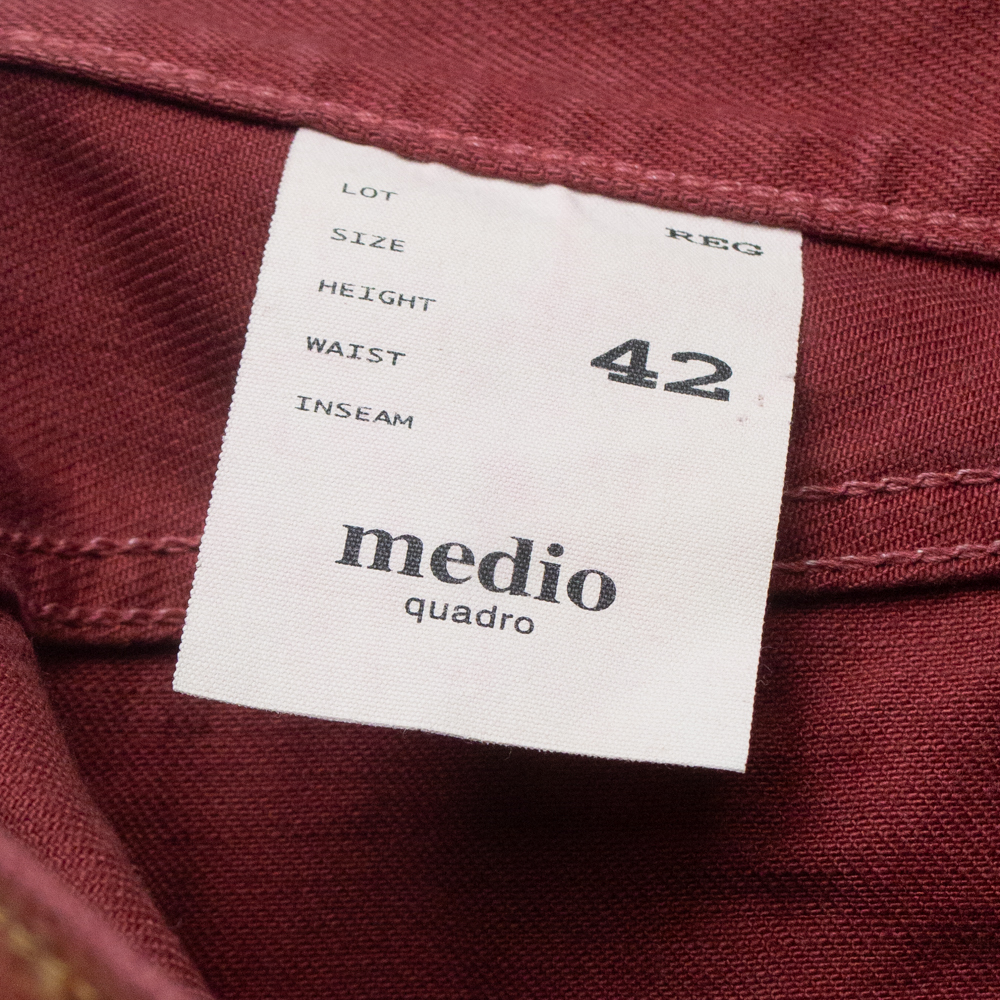 LOT
SIZE REG
HEIGHT
WAIST 42
INSEAM
medio
quadro